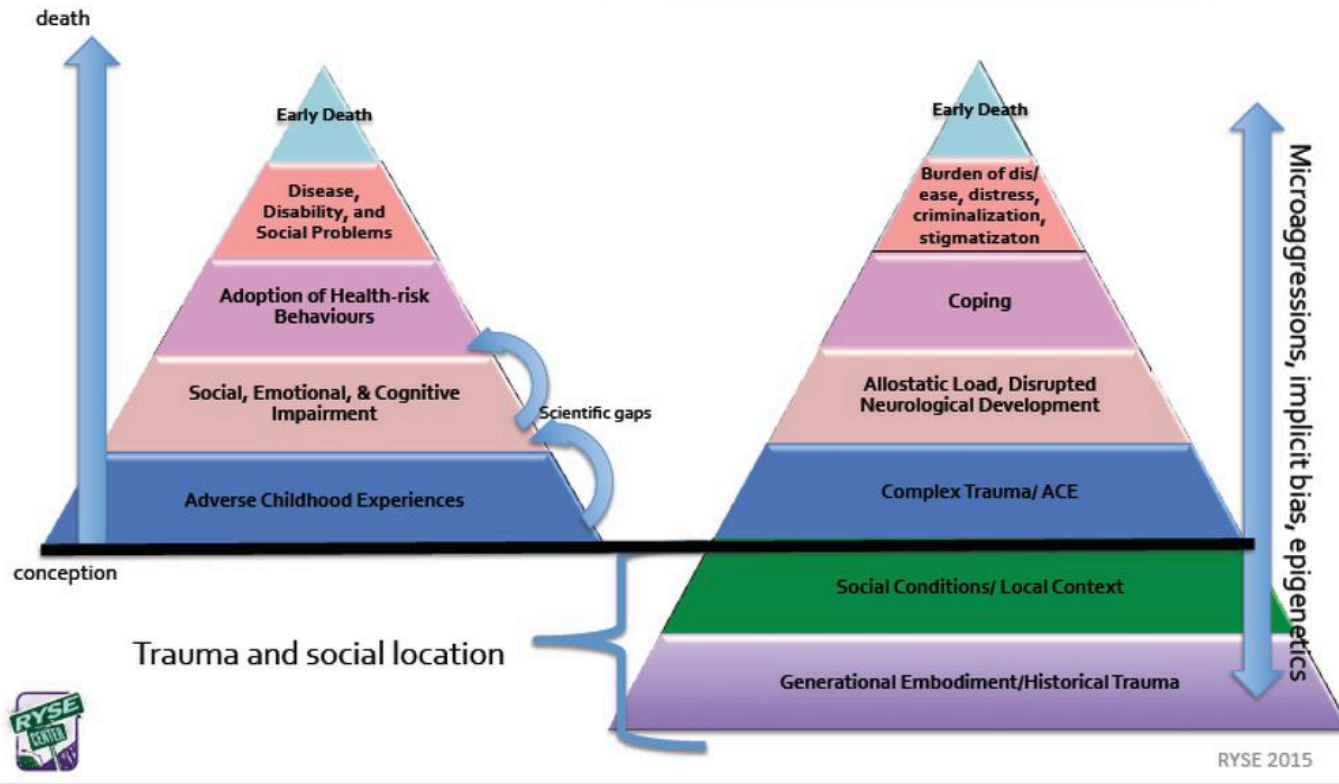 death
Early Death
Disease,
Disability, and
Social Problems
Adoption of Health-risk
Behaviours
Social, Emotional, & Cognitive
Impairment
Scientific gaps
Adverse Childhood Experiences
conception
Early Death
Burden of dis/
ease, distress,
criminalization,
stigmatizaton
Coping
Allostatic Load, Disrupted
Neurological Development
Complex Trauma/ ACE
Social Conditions/ Local Context
Generational Embodiment/Historical Trauma
Microaggressions, implicit bias, epigenetics
Trauma and social location
RYSE
CENTER
RYSE 2015